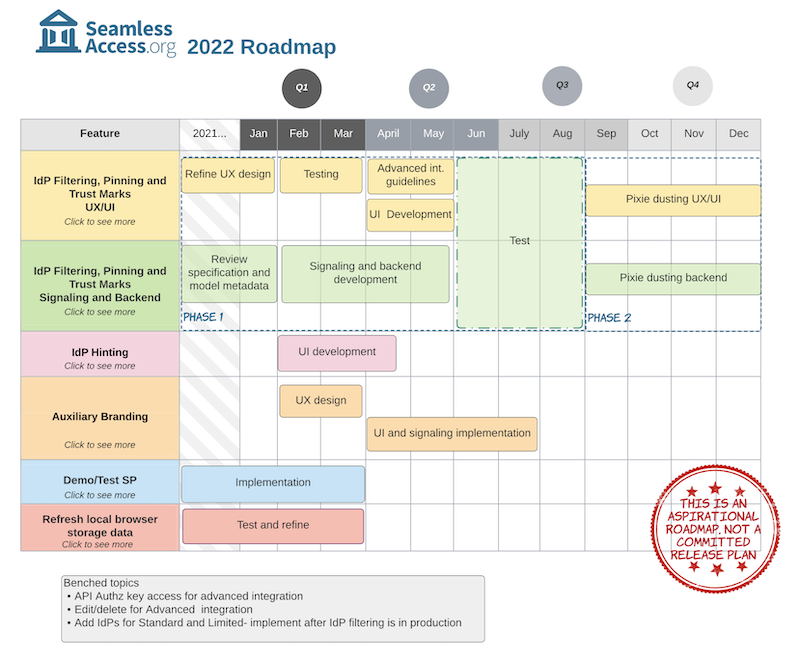 Seamless
Access.org
2022 Roadmap
Q1
Q2
Q3
Q4
Feature
2021...
Jan
Feb
Mar
April
May
Jun
July
Aug
Sep
Oct
Nov
Dec
IdP Filtering, Pinning and
Trust Marks
UX/UI
Click to see more
Refine UX design
Testing
Advanced int.
guidelines
UI Development
Test
Pixie dusting UX/UI
IdP Filtering, Pinning and
Trust Marks
Signaling and Backend
Click to see more
Review
specification and
model metadata
Signaling and backend
development
Pixie dusting backend
PHASE 1
PHASE 2
IdP Hinting
Click to see more
UI development
Auxiliary Branding
Click to see more
UX design
UI and signaling implementation
Demo/Test SP
Click to see more
Implementation
Refresh local browser
storage data
Click to see more
Test and refine
THIS IS AN
ASPIRATIONAL
ROADMAP, NOT A
COMMITTED
RELEASE PLAN
Benched topics
• API Authz key access for advanced integration
• Edit/delete for Advanced integration
• Add IdPs for Standard and Limited- implement after IdP filtering is in production